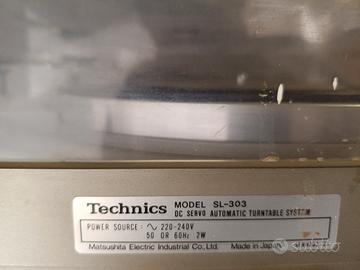 Technics MODEL SL-303
DC SERVO AUTOMATIC TURNTABLE SYSTEM
POWER SOURCE: ∿ 220-240V
50 OR 60Hz 2W
Matsushita Electric Industrial Co., Ltd. Made in Japan
subito